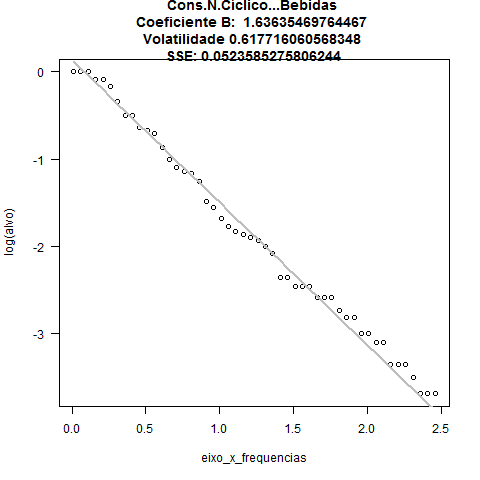 Cons.N.Ciclico...Bebidas
Coeficiente B:  1.63635469764467
Volatilidade 0.617716060568348
SSE: 0.0523585275806244
0
-1
-2
-3
log(alvo)
0.0 0.5 1.0 1.5 2.0 2.5
eixo_x_frequencias